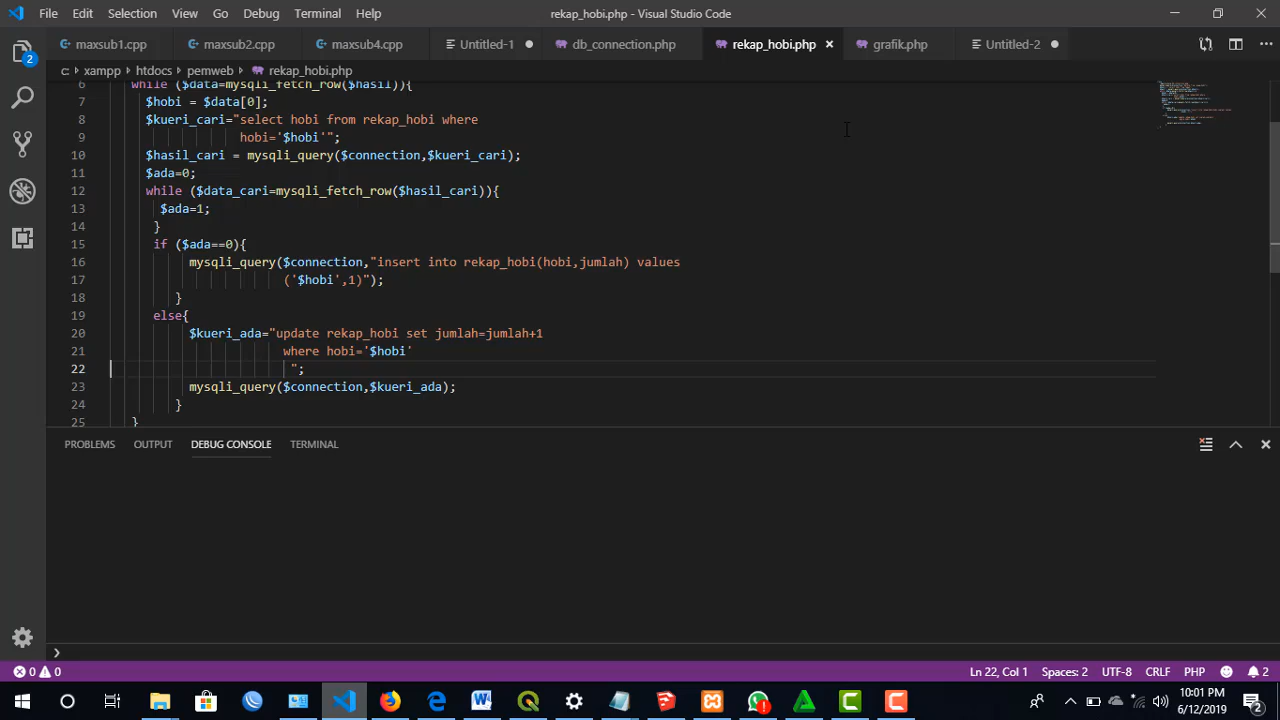 File Edit Selection View Go Debug Terminal Help rekap_hobi.php - Visual Studio Code
maxsub1.cpp maxsub2.cpp maxsub4.cpp Untitled-1 db_connection.php rekap_hobi.php grafik.php Untitled-2
c: > xampp > htdocs > pemweb > rekap_hobi.php
6 while ($data=mysqli_fetch_row($hasil)){
7 $hobi = $data[0];
8 $kueri_cari="select hobi from rekap_hobi where
9 hobi='$hobi'";
10 $hasil_cari = mysqli_query($connection,$kueri_cari);
11 $ada=0;
12 while ($data_cari=mysqli_fetch_row($hasil_cari)){
13 $ada=1;
14 }
15 if ($ada==0){
16 mysqli_query($connection,"insert into rekap_hobi(hobi,jumlah) values
17 ('$hobi',1)");
18 }
19 else{
20 $kueri_ada="update rekap_hobi set jumlah=jumlah+1
21 where hobi='$hobi'
22 ";
23 mysqli_query($connection,$kueri_ada);
24 }
25 }
PROBLEMS OUTPUT DEBUG CONSOLE TERMINAL
0 0 Ln 22, Col 1 Spaces: 2 UTF-8 CRLF PHP 2
10:01 PM
6/12/2019